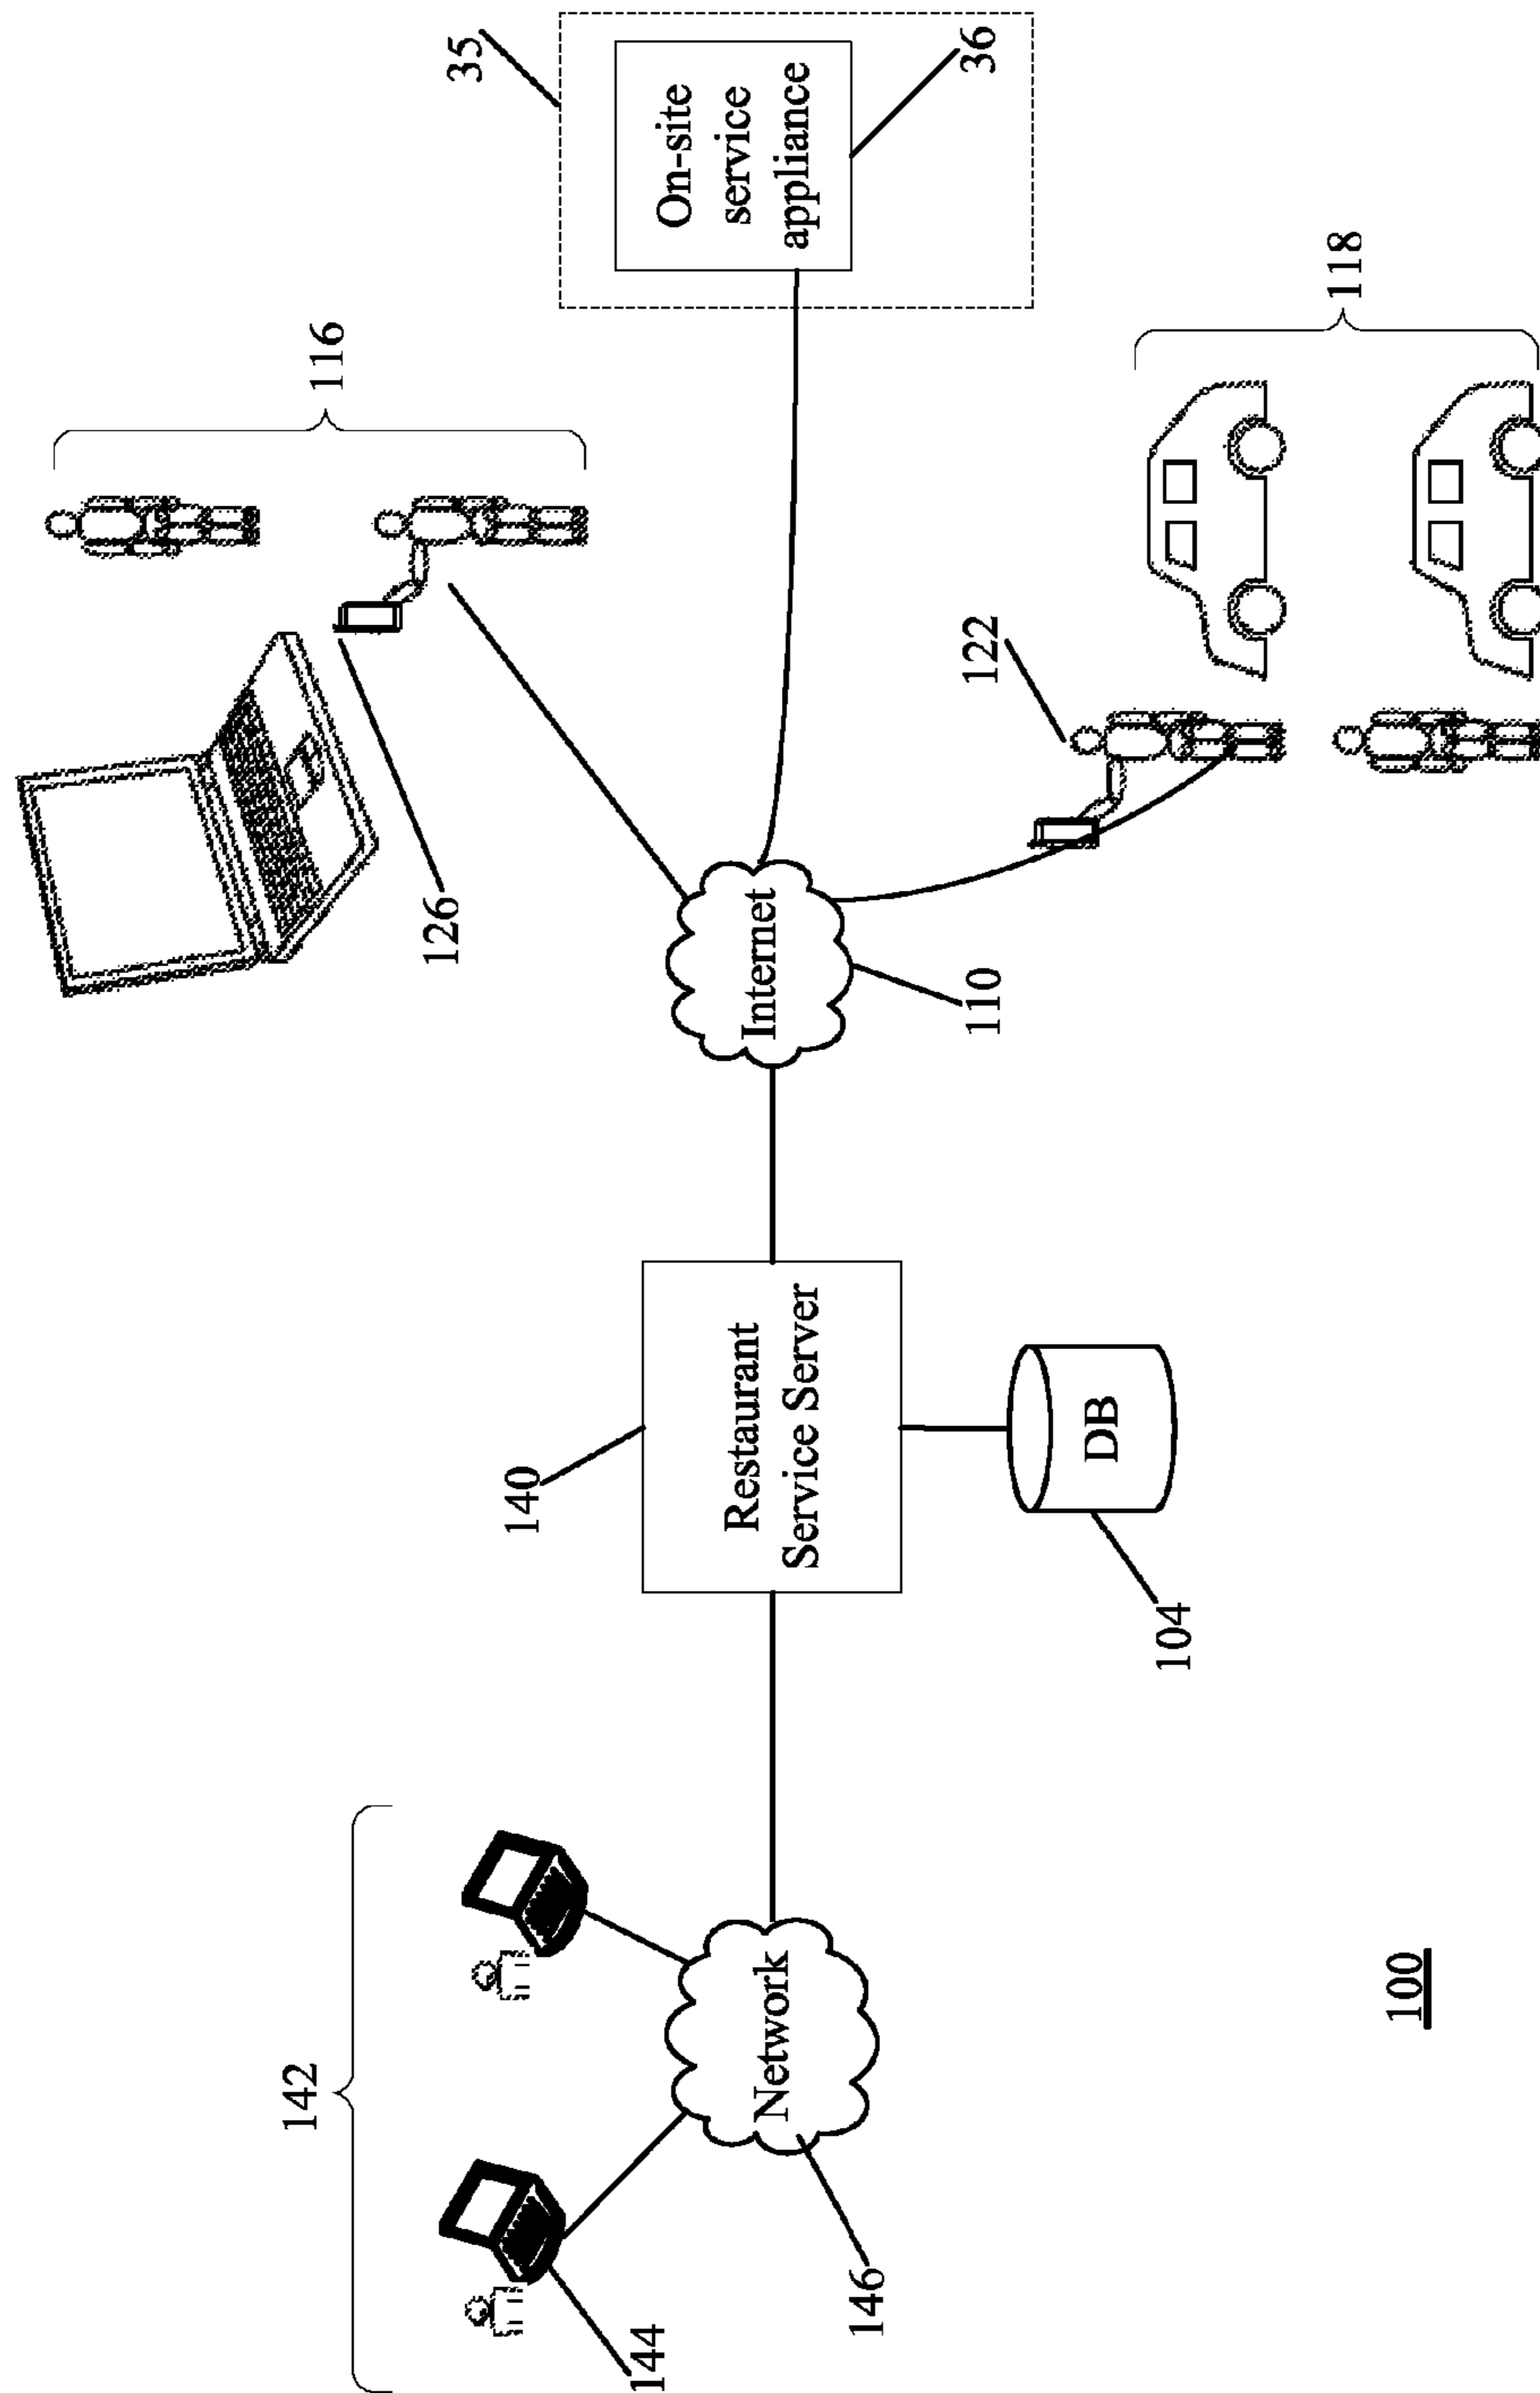 142
144
146
Network
140
Restaurant
Service Server
DB
104
Internet
110
126
116
35
On-site
service
appliance
36
122
118
100